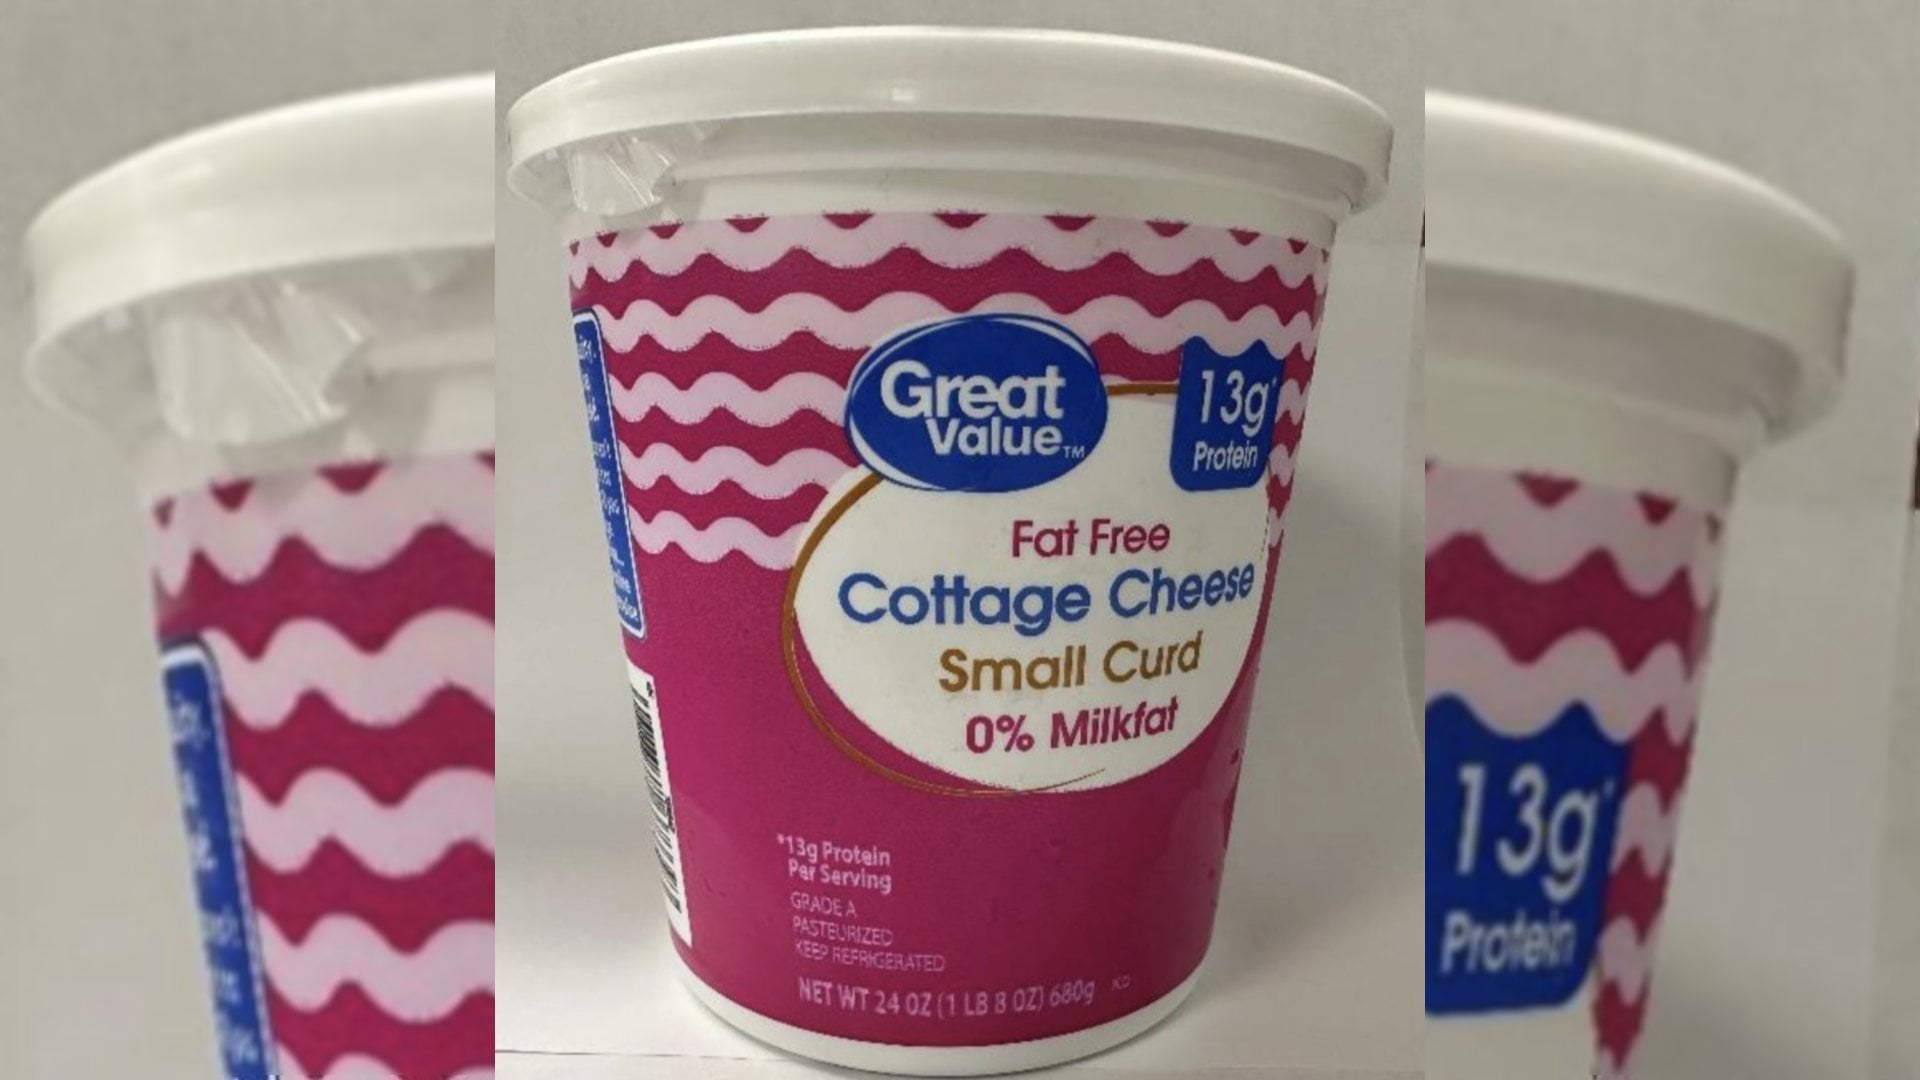 Great
Value™
13g*
Protein
Fat Free
Cottage Cheese
Small Curd
0% Milkfat
*13g Protein
Per Serving
GRADE A
PASTEURIZED
KEEP REFRIGERATED
NET WT 24 OZ (1 LB 8 OZ) 680g
13g*
Protein